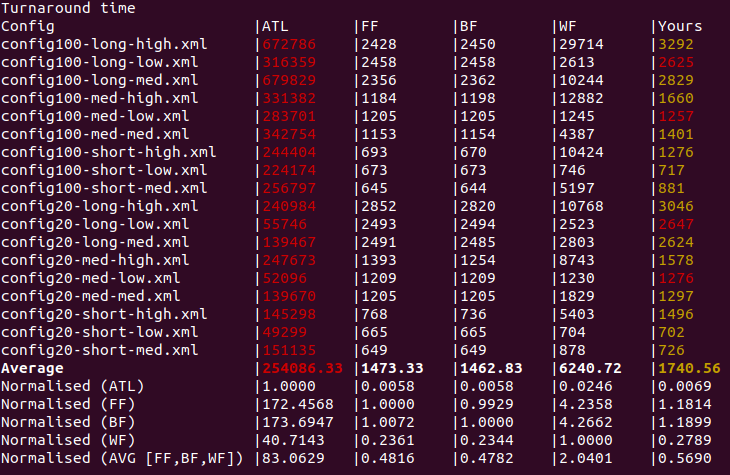 Turnaround time
Config |ATL |FF |BF |WF |Yours
config100-long-high.xml |672786 |2428 |2450 |29714 |3292
config100-long-low.xml |316359 |2458 |2458 |2613 |2625
config100-long-med.xml |679829 |2356 |2362 |10244 |2829
config100-med-high.xml |331382 |1184 |1198 |12882 |1660
config100-med-low.xml |283701 |1205 |1205 |1245 |1257
config100-med-med.xml |342754 |1153 |1154 |4387 |1401
config100-short-high.xml |244404 |693 |670 |10424 |1276
config100-short-low.xml |224174 |673 |673 |746 |717
config100-short-med.xml |256797 |645 |644 |5197 |881
config20-long-high.xml |240984 |2852 |2820 |10768 |3046
config20-long-low.xml |55746 |2493 |2494 |2523 |2647
config20-long-med.xml |139467 |2491 |2485 |2803 |2624
config20-med-high.xml |247673 |1393 |1254 |8743 |1578
config20-med-low.xml |52096 |1209 |1209 |1230 |1276
config20-med-med.xml |139670 |1205 |1205 |1829 |1297
config20-short-high.xml |145298 |768 |736 |5403 |1496
config20-short-low.xml |49299 |665 |665 |704 |702
config20-short-med.xml |151135 |649 |649 |878 |726
Average |254086.33 |1473.33 |1462.83 |6240.72 |1740.56
Normalised (ATL) |1.0000 |0.0058 |0.0058 |0.0246 |0.0069
Normalised (FF) |172.4568 |1.0000 |0.9929 |4.2358 |1.1814
Normalised (BF) |173.6947 |1.0072 |1.0000 |4.2662 |1.1899
Normalised (WF) |40.7143 |0.2361 |0.2344 |1.0000 |0.2789
Normalised (AVG [FF,BF,WF]) |83.0629 |0.4816 |0.4782 |2.0401 |0.5690